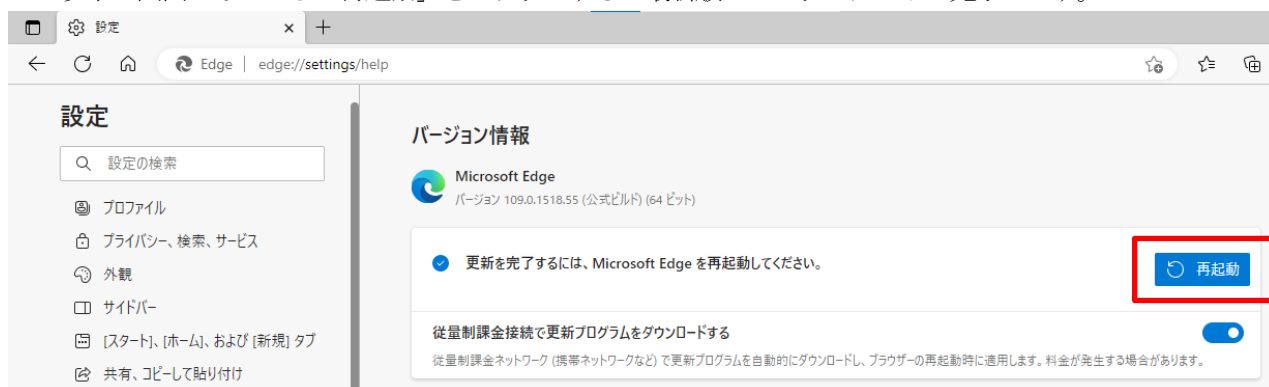 設定
Edge | edge://settings/help
設定
設定の検索
プロファイル
プライバシー、検索、サービス
外観
サイドバー
[スタート]、[ホーム]、および [新規] タブ
共有、コピーして貼り付け
バージョン情報
Microsoft Edge
バージョン 109.0.1518.55 (公式ビルド) (64 ビット)
更新を完了するには、Microsoft Edge を再起動してください。
再起動
従量制課金接続で更新プログラムをダウンロードする
従量制課金ネットワーク (携帯ネットワークなど) で更新プログラムを自動的にダウンロードし、ブラウザーの再起動時に適用します。料金が発生する場合があります。